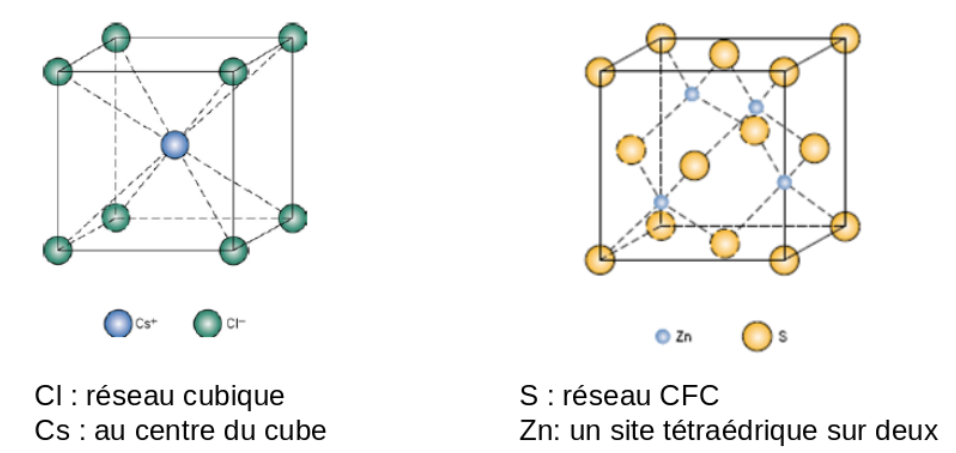 Cs⁺ Cl⁻
Zn S
Cl : réseau cubique
Cs : au centre du cube
S : réseau CFC
Zn: un site tétraédrique sur deux